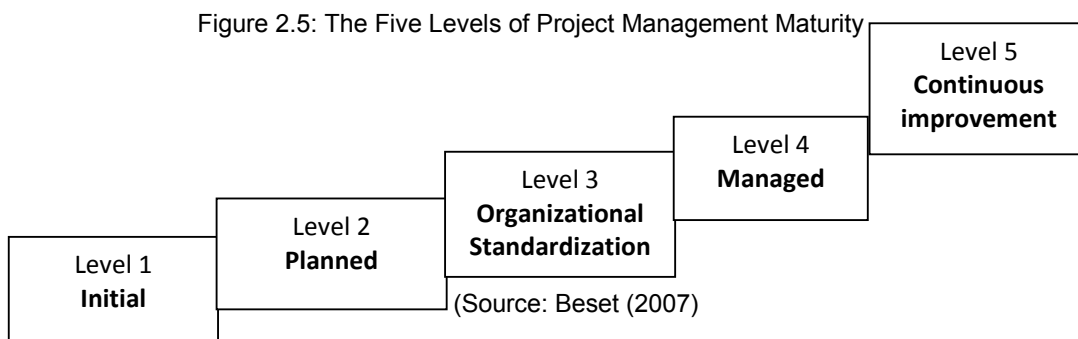 Figure 2.5: The Five Levels of Project Management Maturity
Level 1
Initial
Level 2
Planned
Level 3
Organizational
Standardization
Level 4
Managed
Level 5
Continuous
improvement
(Source: Beset (2007)